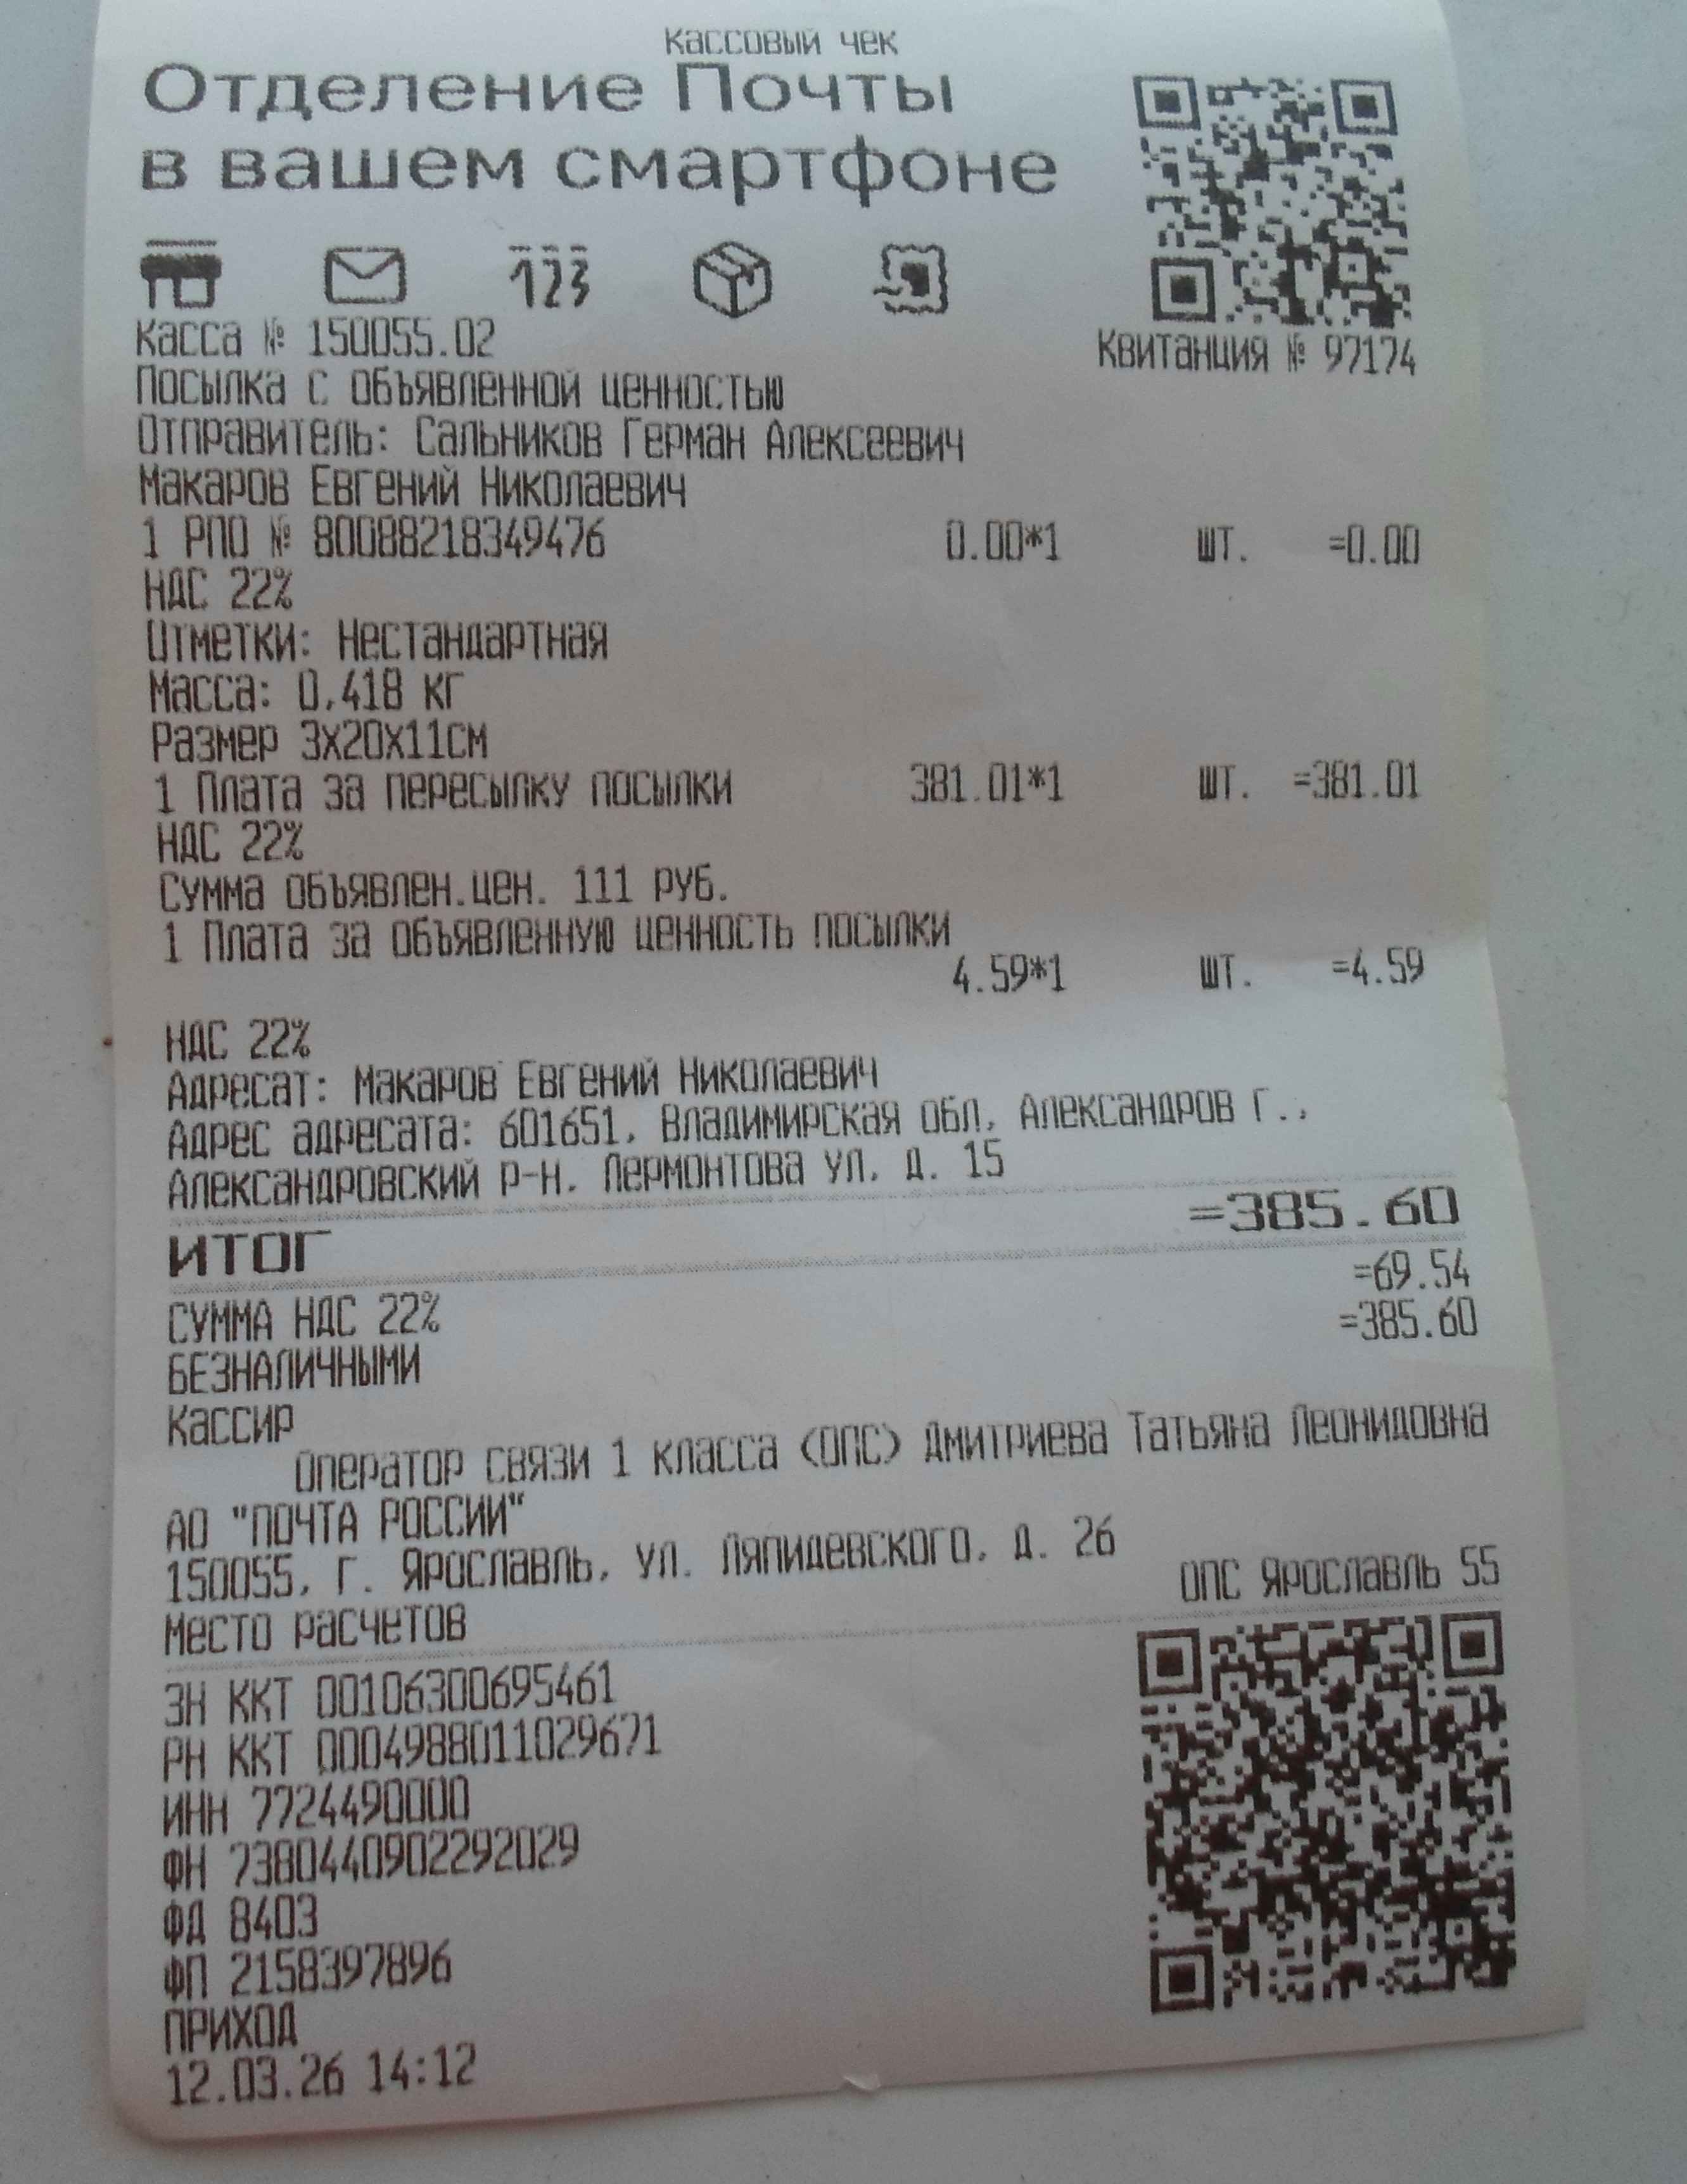 Кассовый чек
Отделение Почты
в вашем смартфоне
123
Касса № 150055.02
Квитанция № 97174
Посылка с объявленной ценностью
Отправитель: Сальников Герман Алексеевич
Макаров Евгений Николаевич
1 РПО № 80088218349476 0.00*1 шт. =0.00
НДС 22%
Отметки: Нестандартная
Масса: 0,418 кг
Размер 3x20x11см
1 Плата за пересылку посылки 381.01*1 шт. =381.01
НДС 22%
Сумма объявлен.цен. 111 руб.
1 Плата за объявленную ценность посылки
4.59*1 шт. =4.59
НДС 22%
Адресат: Макаров Евгений Николаевич
Адрес адресата: 601651, Владимирская обл, Александров г.,
Александровский р-н, Лермонтова ул, д. 15
ИТОГ =385.60
СУММА НДС 22% =69.54
БЕЗНАЛИЧНЫМИ =385.60
Кассир
Оператор связи 1 класса (ОПС) Дмитриева Татьяна Леонидовна
АО "ПОЧТА РОССИИ"
150055, г. Ярославль, ул. Ляпидевского, д. 26
Место расчетов ОПС Ярославль 55
ЗН ККТ 00106300695461
РН ККТ 0004988011029671
ИНН 7724490000
ФН 7380440902292029
ФД 8403
ФП 2158397896
ПРИХОД
12.03.26 14:12